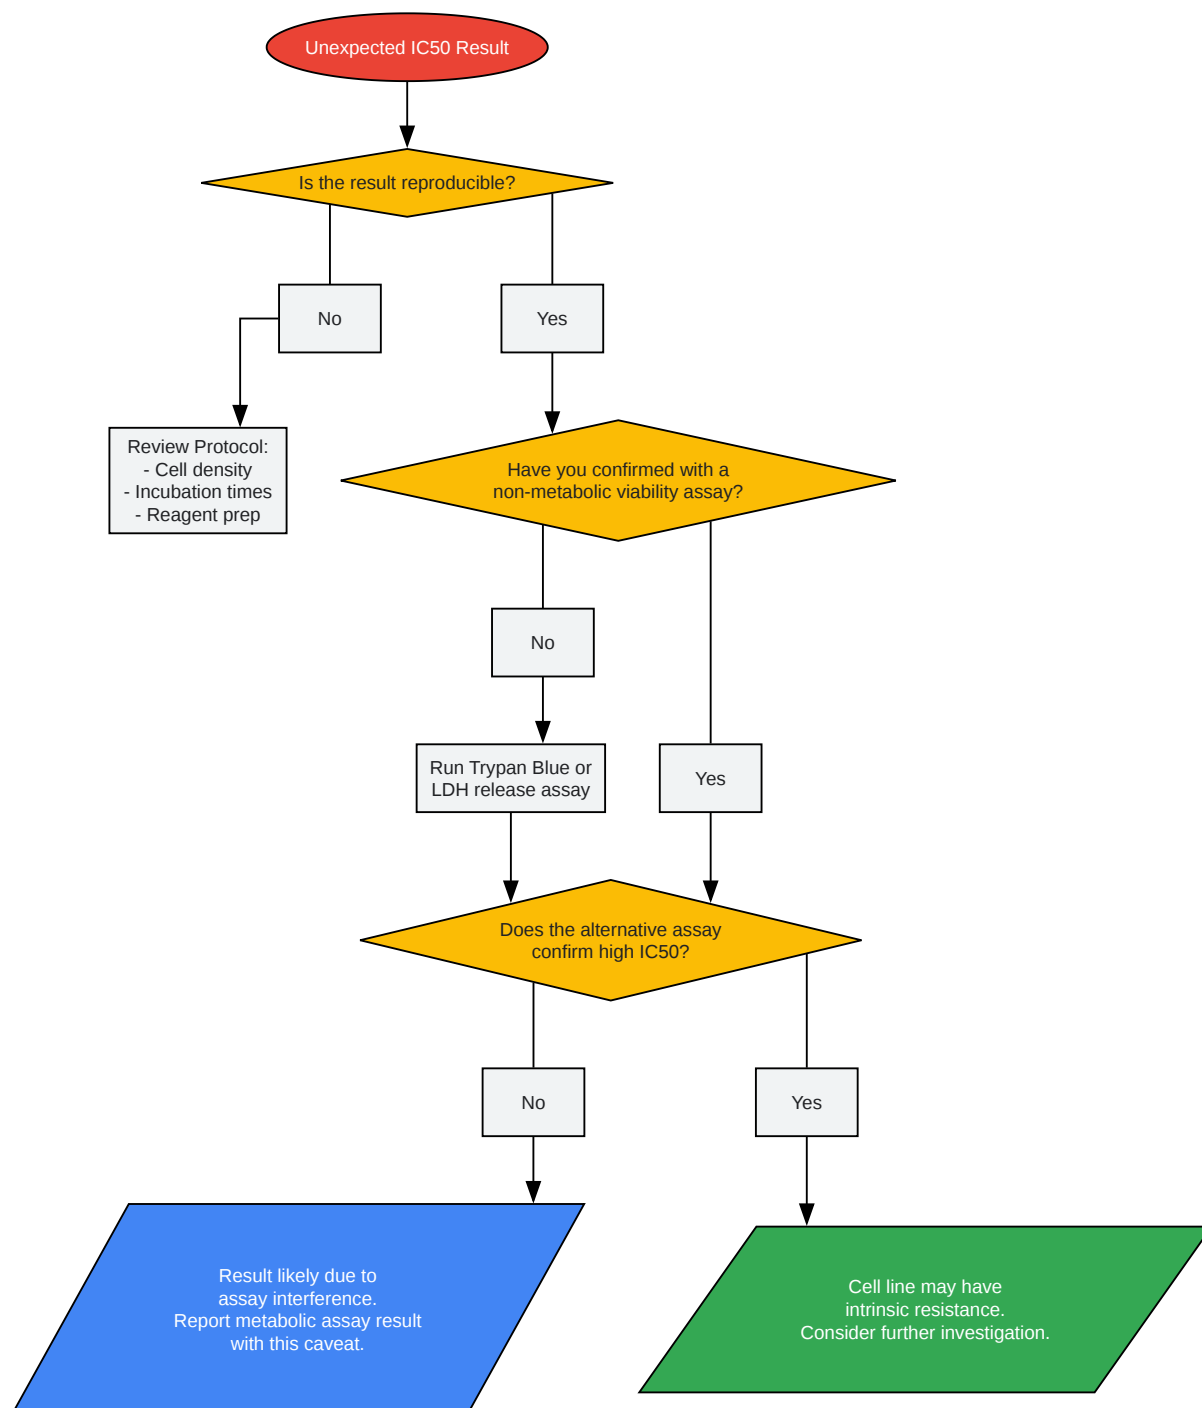 Unexpected IC50 Result
Is the result reproducible?
No
Yes
Review Protocol:
- Cell density
- Incubation times
- Reagent prep
Have you confirmed with a
non-metabolic viability assay?
No
Run Trypan Blue or
LDH release assay
Yes
Does the alternative assay
confirm high IC50?
No
Yes
Result likely due to
assay interference.
Report metabolic assay result
with this caveat.
Cell line may have
intrinsic resistance.
Consider further investigation.